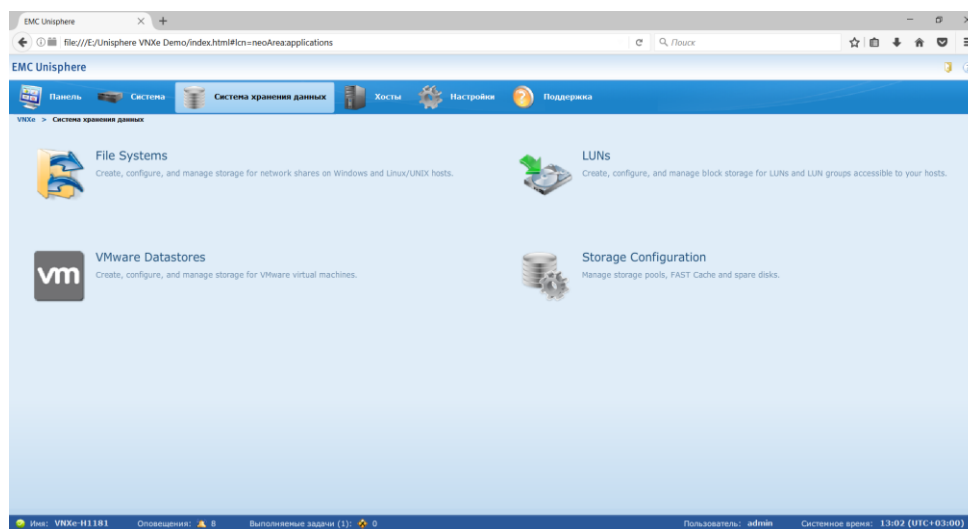 EMC Unisphere
file:///E:/Unisphere VNXe Demo/index.html#lcn=neoArea:applications
Поиск
EMC Unisphere
Панель Система Система хранения данных Хосты Настройки Поддержка
VNXe > Система хранения данных
File Systems
Create, configure, and manage storage for network shares on Windows and Linux/UNIX hosts.
LUNs
Create, configure, and manage block storage for LUNs and LUN groups accessible to your hosts.
VMware Datastores
Create, configure, and manage storage for VMware virtual machines.
vm
Storage Configuration
Manage storage pools, FAST Cache and spare disks.
Имя: VNXe-H1181 Оповещения: 8 Выполняемые задачи (1): 0 Пользователь: admin Системное время: 13:02 (UTC+03:00)